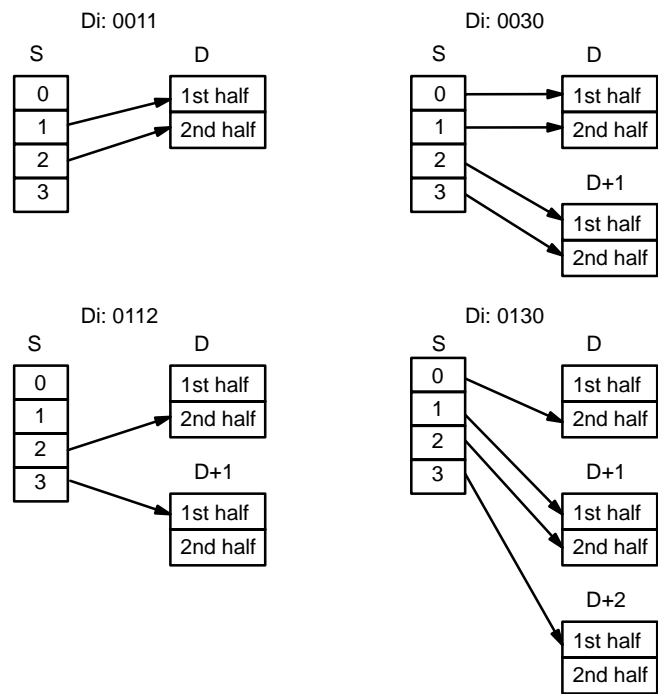 Di: 0011
S
D
0
1
2
3
1st half
2nd half
Di: 0030
S
D
0
1
2
3
1st half
2nd half
D+1
1st half
2nd half
Di: 0112
S
D
0
1
2
3
1st half
2nd half
D+1
1st half
2nd half
Di: 0130
S
D
0
1
2
3
1st half
2nd half
D+1
1st half
2nd half
D+2
1st half
2nd half